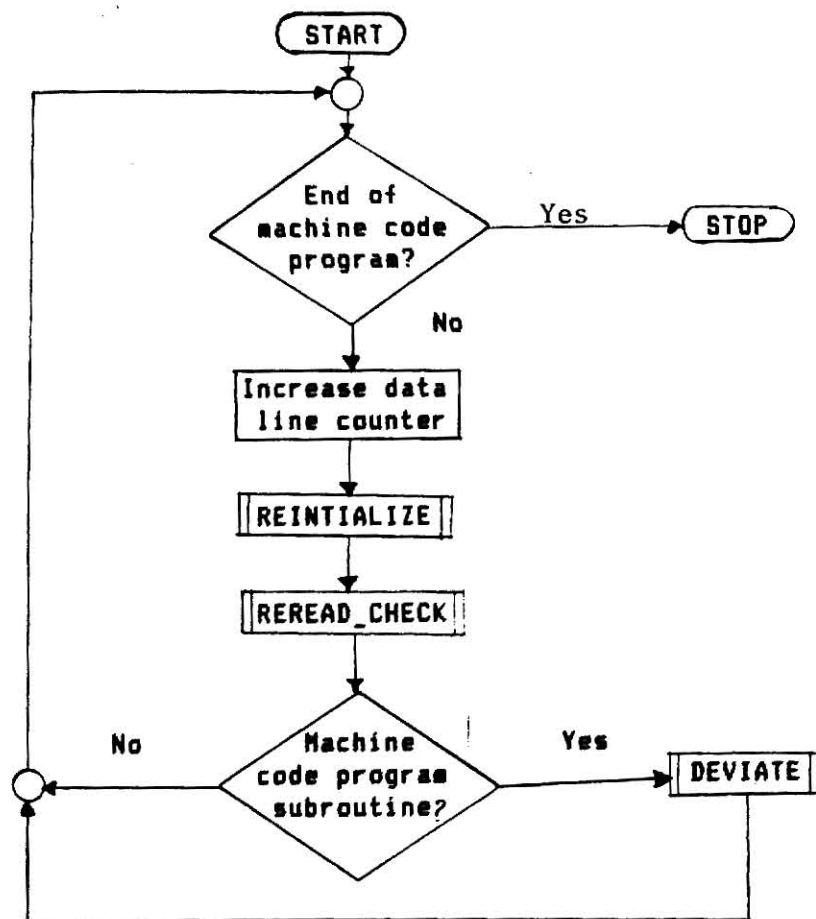 START
End of
machine code
program?
Yes
STOP
No
Increase data
line counter
REINTIALIZE
REREAD_CHECK
No
Machine
code program
subroutine?
Yes
DEVIATE